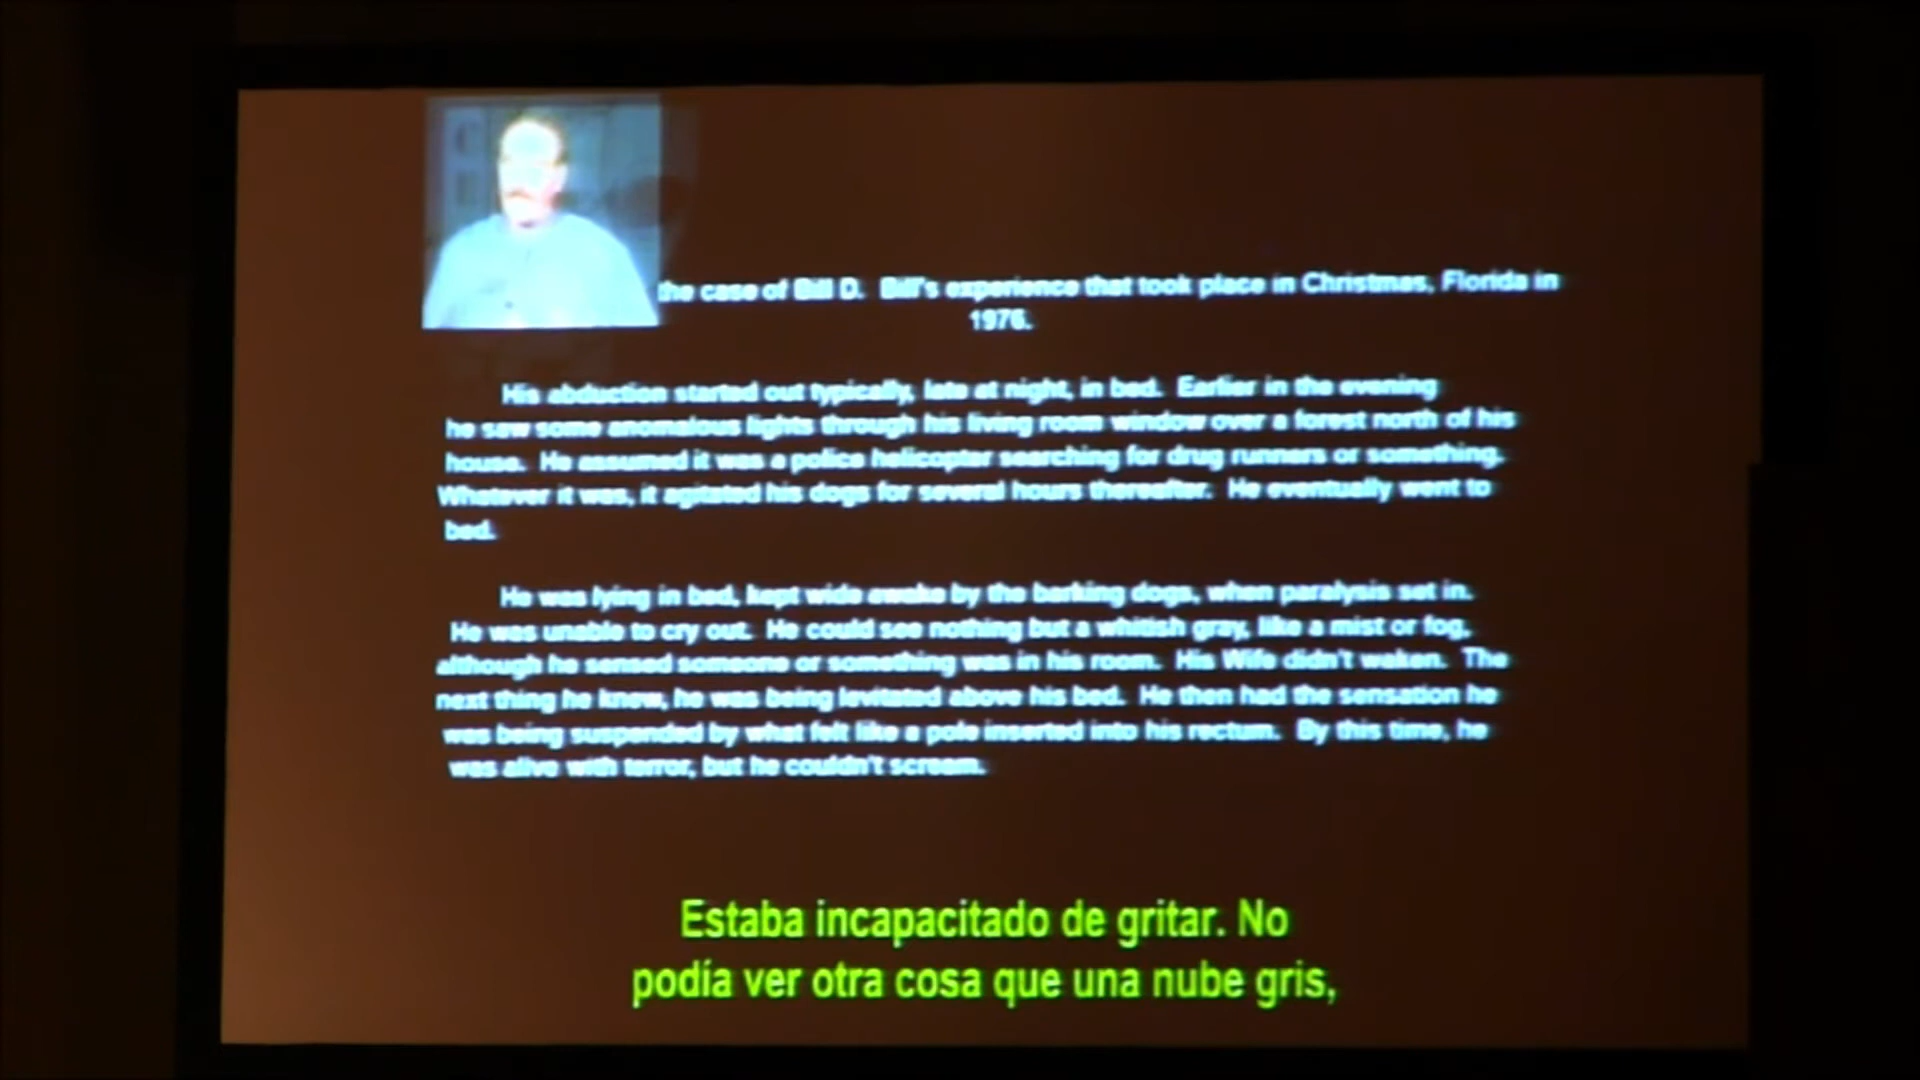 the case of Bill D. Bill's experience that took place in Christmas, Florida in
1976.
His abduction started out typically, late at night, in bed. Earlier in the evening
he saw some anomalous lights through his living room window over a forest north of his
house. He assumed it was a police helicopter searching for drug runners or something.
Whatever it was, it agitated his dogs for several hours thereafter. He eventually went to
bed.
He was lying in bed, kept wide awake by the barking dogs, when paralysis set in.
He was unable to cry out. He could see nothing but a whitish gray, like a mist or fog,
although he sensed someone or something was in his room. His Wife didn't waken. The
next thing he knew, he was being levitated above his bed. He then had the sensation he
was being suspended by what felt like a pole inserted into his rectum. By this time, he
was alive with terror, but he couldn't scream.
Estaba incapacitado de gritar. No
podía ver otra cosa que una nube gris,